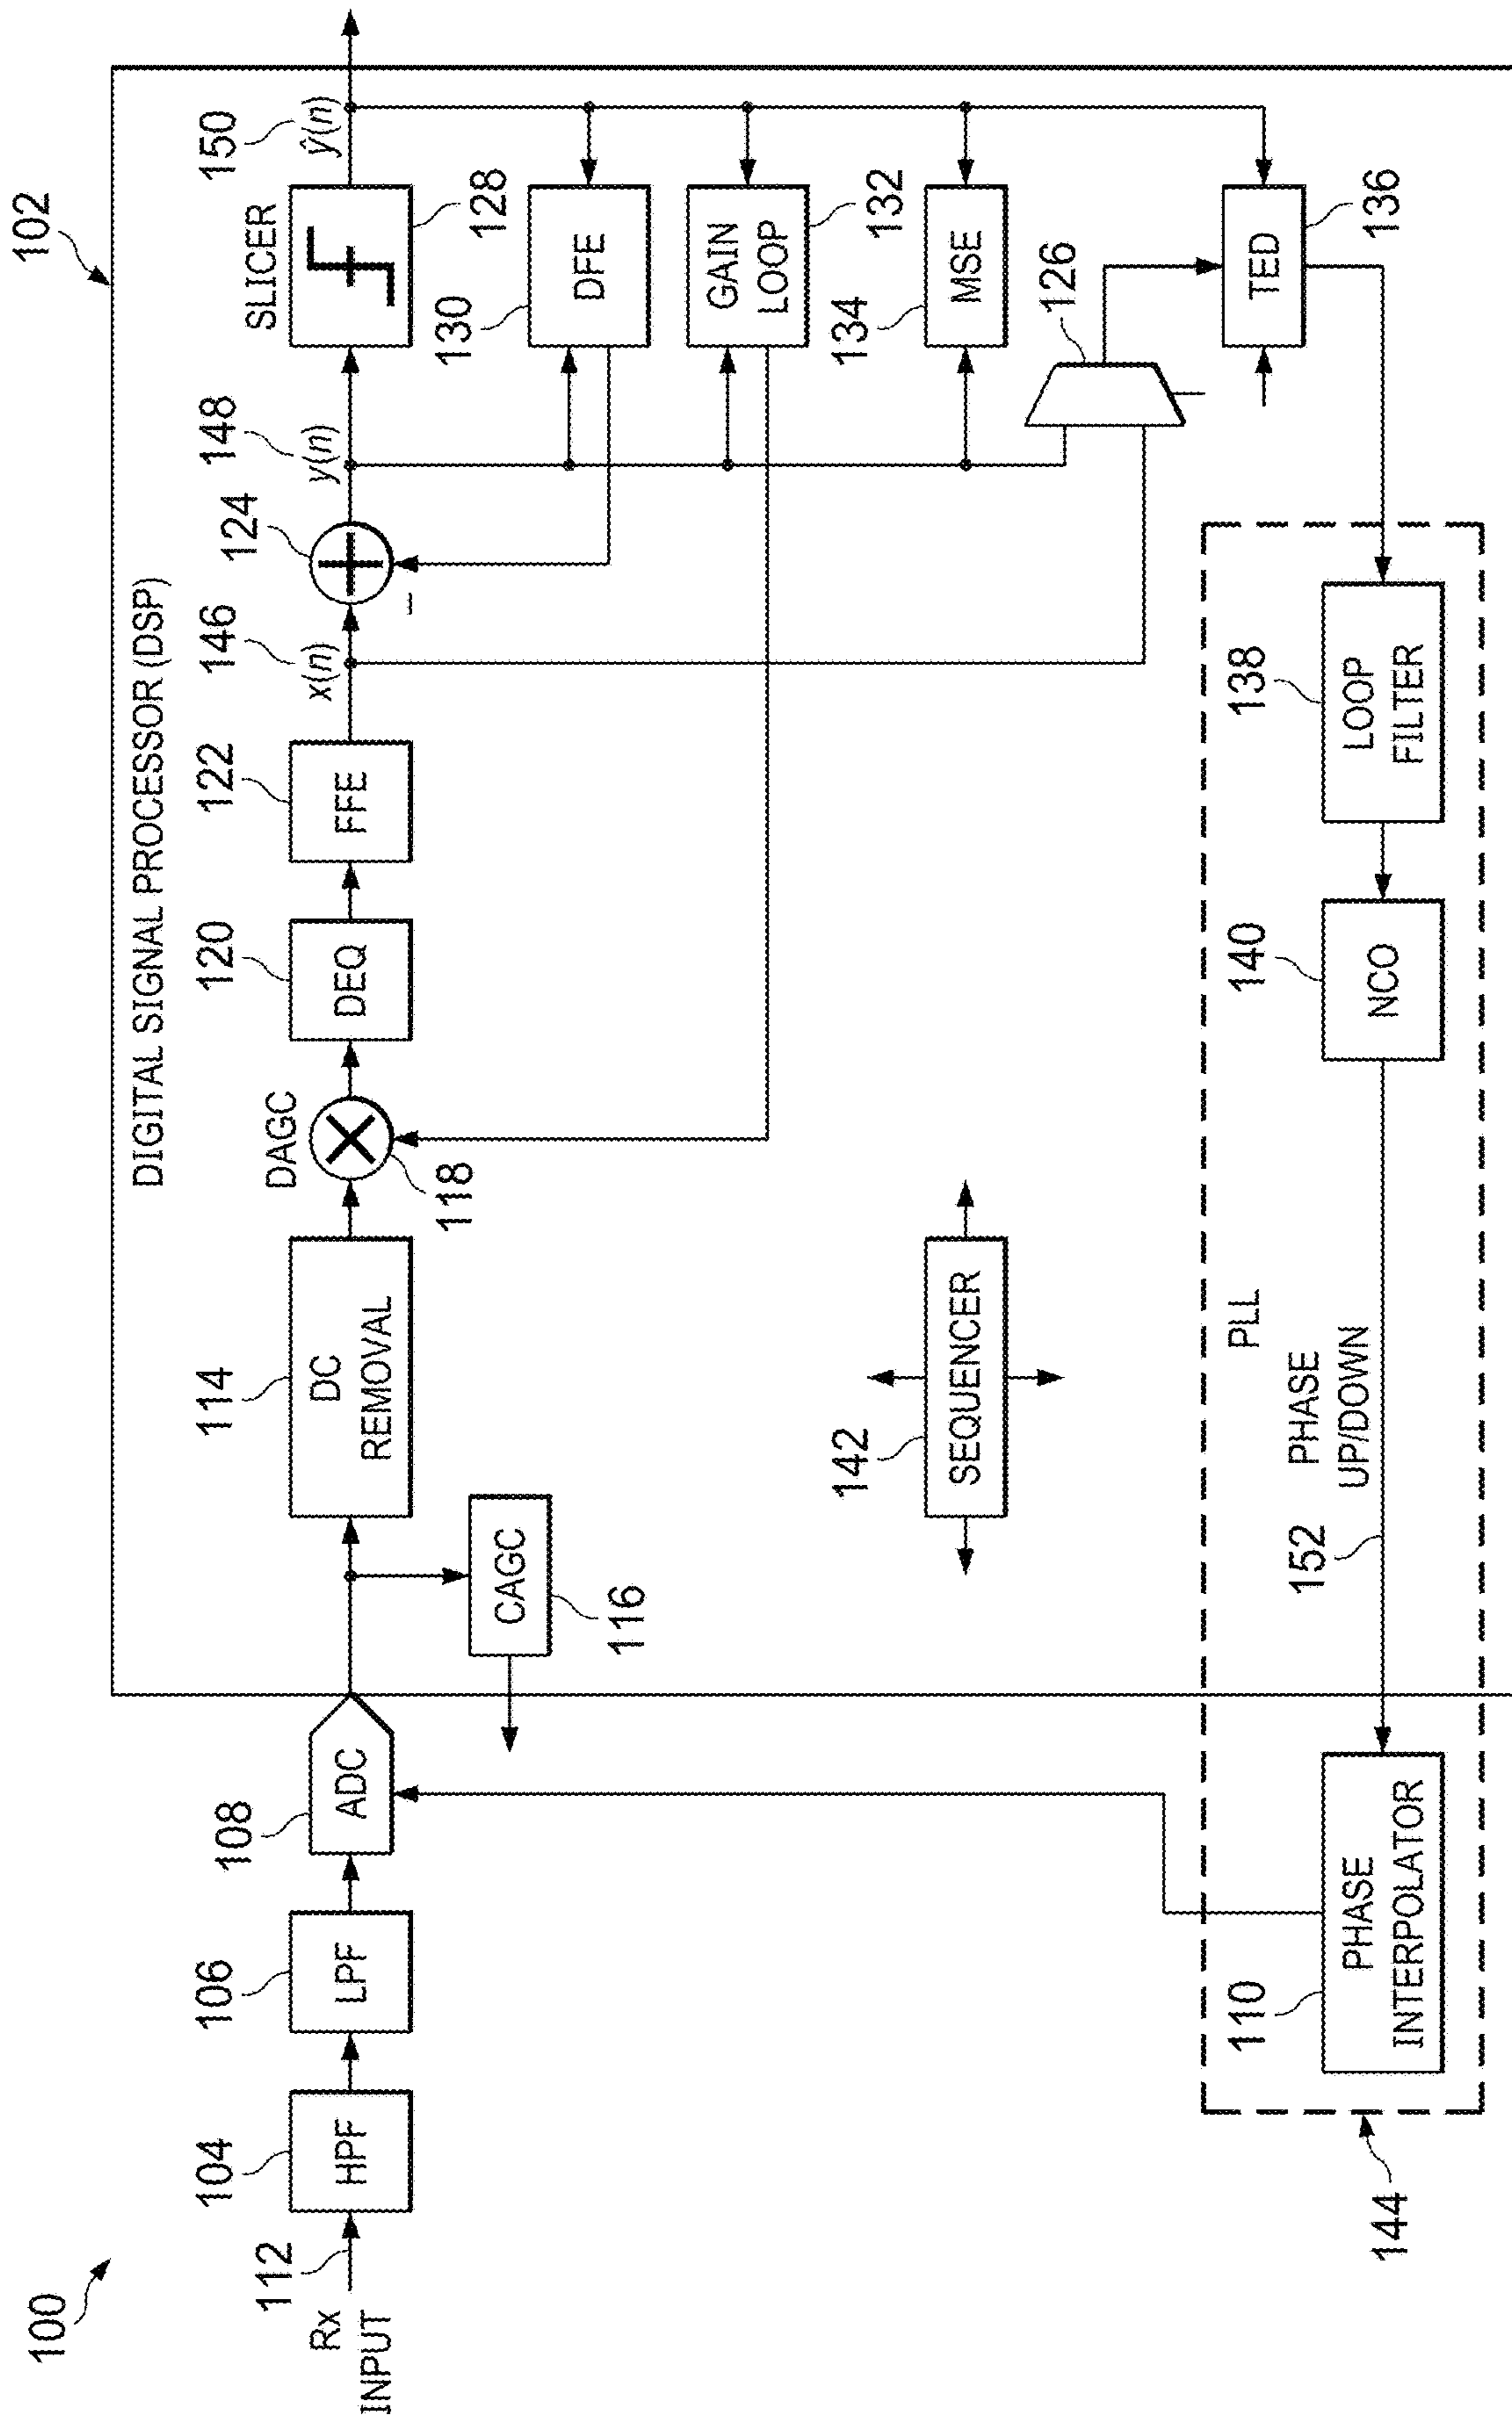 100
102
DIGITAL SIGNAL PROCESSOR (DSP)
Rx
INPUT
112
104
HPF
106
LPF
108
ADC
114
DC
REMOVAL
CAGC
116
DAGC
118
120
DEQ
122
FFE
146
x(n)
124
−
148
y(n)
SLICER
128
150
ŷ(n)
130
DFE
GAIN
LOOP
132
134
MSE
126
TED
136
142
SEQUENCER
PLL
138
LOOP
FILTER
140
NCO
PHASE
UP/DOWN
152
110
PHASE
INTERPOLATOR
144